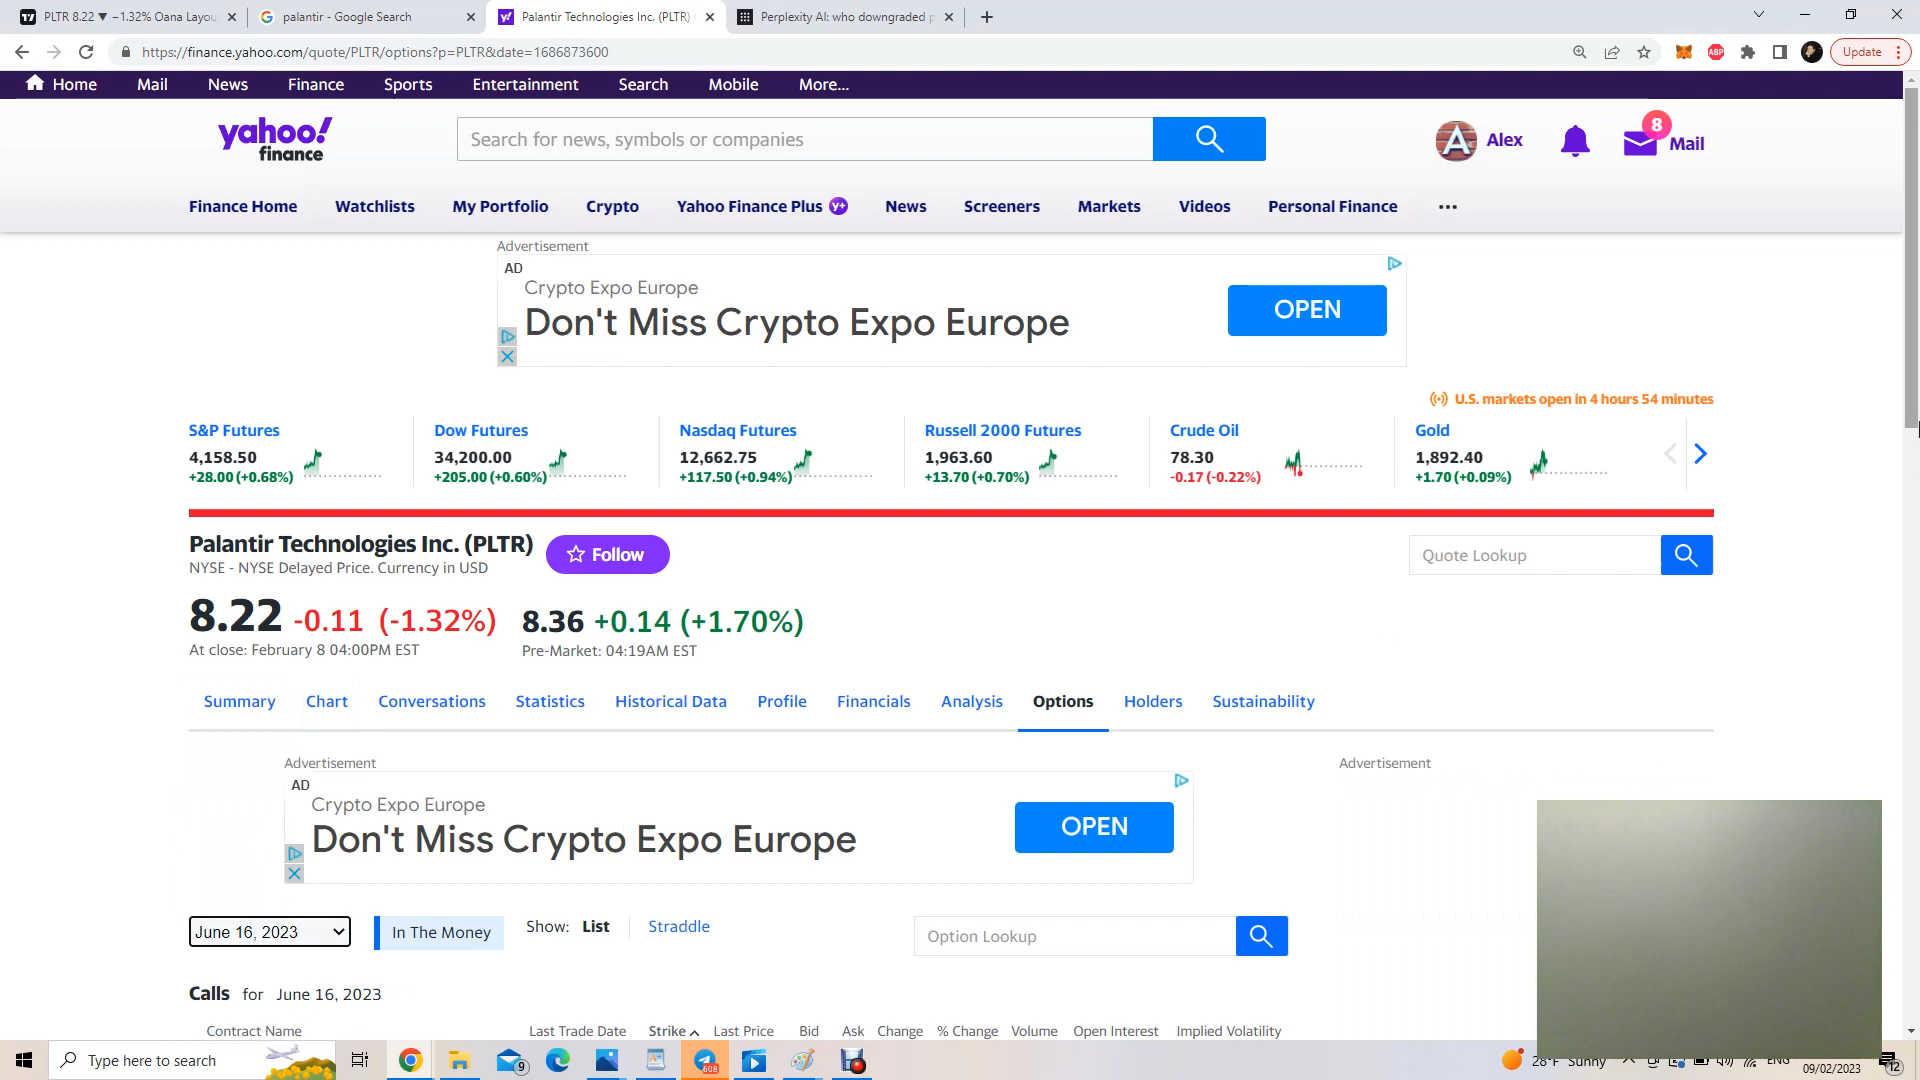 PLTR 8.22 ▼ −1.32% Oana Layou
palantir - Google Search
Palantir Technologies Inc. (PLTR)
Perplexity AI: who downgraded p
https://finance.yahoo.com/quote/PLTR/options?p=PLTR&date=1686873600
ABP
Update
Home Mail News Finance Sports Entertainment Search Mobile More...
yahoo!
finance
Search for news, symbols or companies
A
Alex
8
Mail
Finance Home Watchlists My Portfolio Crypto Yahoo Finance Plus y+ News Screeners Markets Videos Personal Finance ...
Advertisement
AD
Crypto Expo Europe
Don't Miss Crypto Expo Europe
OPEN
U.S. markets open in 4 hours 54 minutes
S&P Futures Dow Futures Nasdaq Futures Russell 2000 Futures Crude Oil Gold
4,158.50 34,200.00 12,662.75 1,963.60 78.30 1,892.40
+28.00 (+0.68%) +205.00 (+0.60%) +117.50 (+0.94%) +13.70 (+0.70%) -0.17 (-0.22%) +1.70 (+0.09%)
Palantir Technologies Inc. (PLTR)
Follow
NYSE - NYSE Delayed Price. Currency in USD
Quote Lookup
8.22 -0.11 (-1.32%) 8.36 +0.14 (+1.70%)
At close: February 8 04:00PM EST Pre-Market: 04:19AM EST
Summary Chart Conversations Statistics Historical Data Profile Financials Analysis Options Holders Sustainability
Advertisement
Advertisement
AD
Crypto Expo Europe
Don't Miss Crypto Expo Europe
OPEN
June 16, 2023 In The Money Show: List Straddle
Option Lookup
Calls for June 16, 2023
Contract Name Last Trade Date Strike Last Price Bid Ask Change % Change Volume Open Interest Implied Volatility
Type here to search
9
608
28°F Sunny
ENG
09/02/2023
12